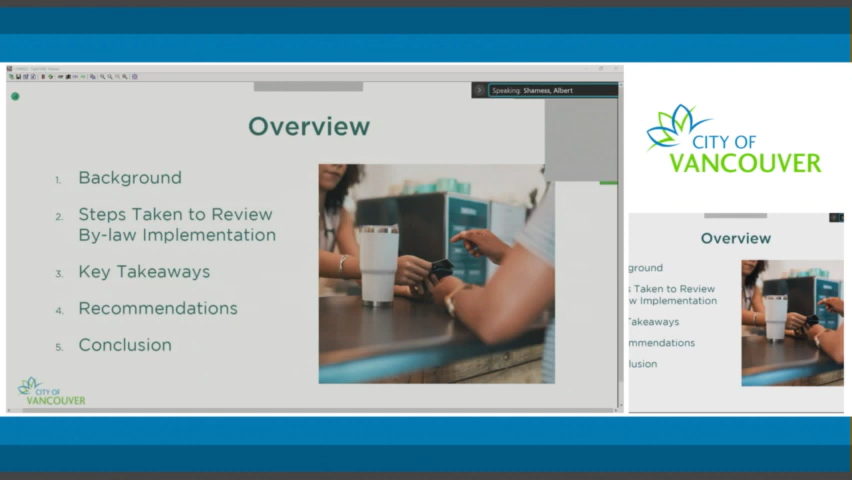 Speaking: Shamess, Albert
Overview
1. Background
2. Steps Taken to Review
By-law Implementation
3. Key Takeaways
4. Recommendations
5. Conclusion
CITY OF
VANCOUVER
CITY OF
VANCOUVER
Overview
ground
s Taken to Review
w Implementation
Takeaways
mmendations
lusion